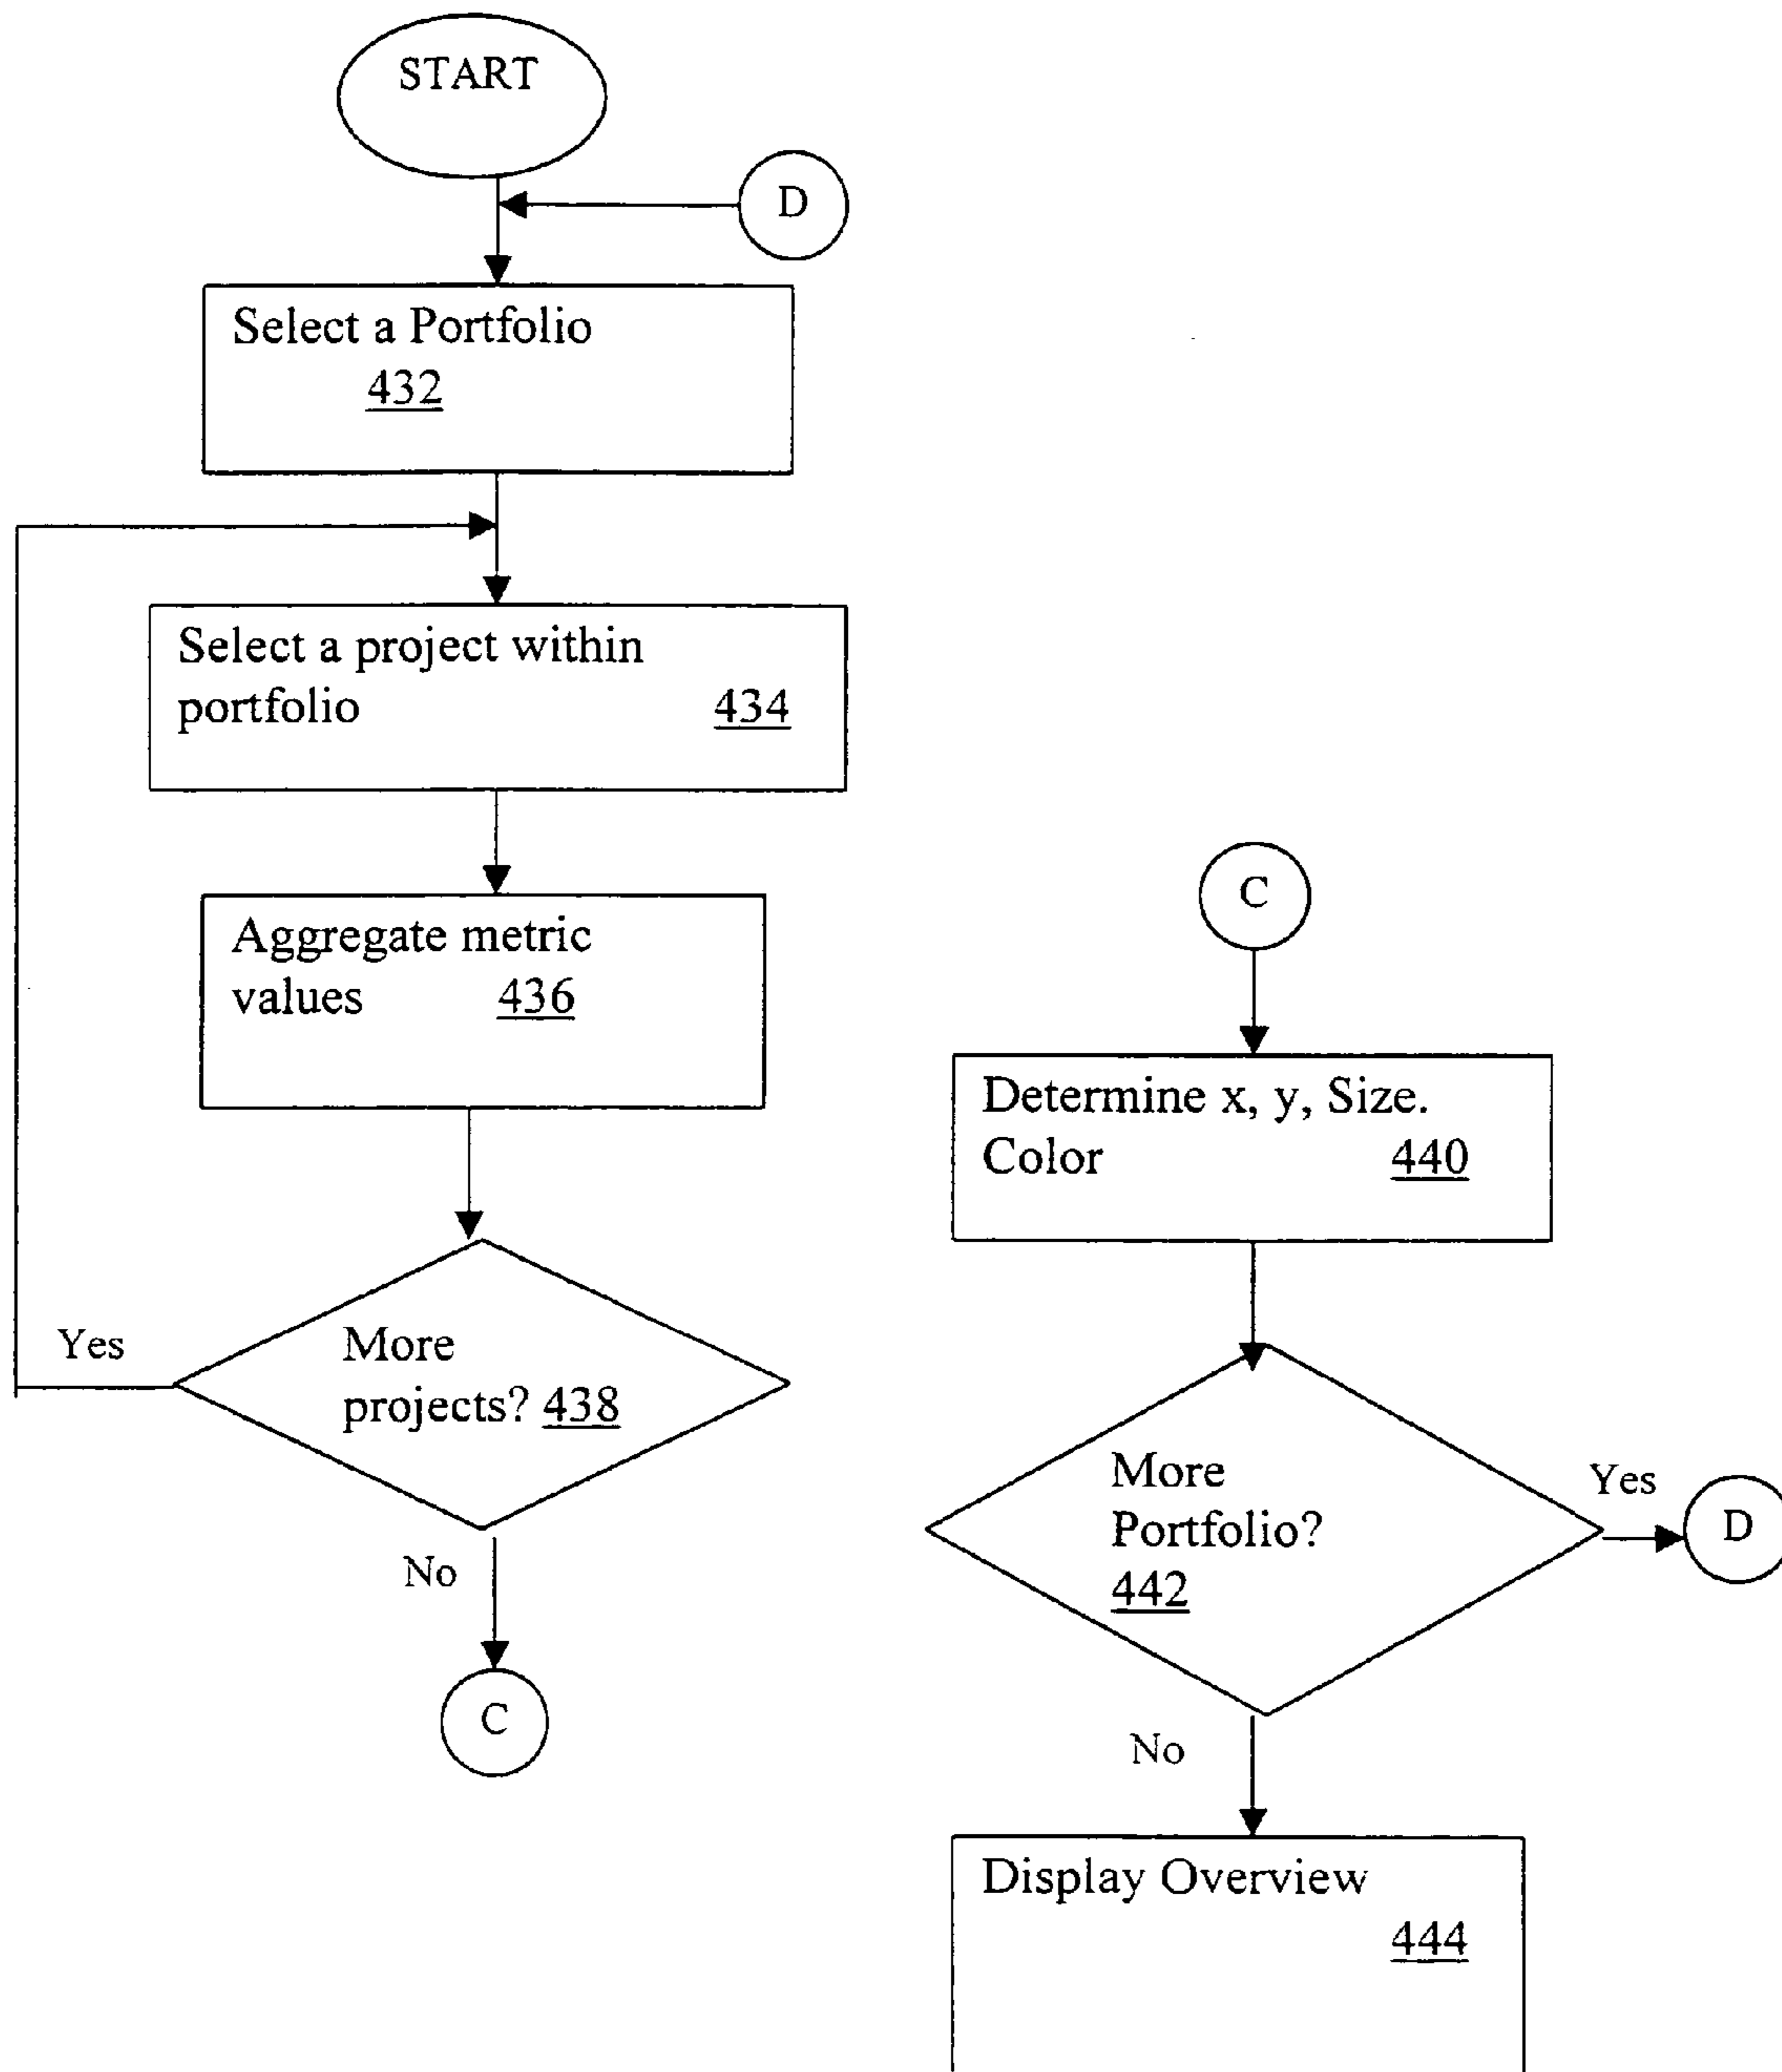 START
D
Select a Portfolio
432
Select a project within
portfolio 434
Aggregate metric
values 436
More
projects? 438
Yes
No
C
C
Determine x, y, Size.
Color 440
More
Portfolio?
442
Yes
D
No
Display Overview
444